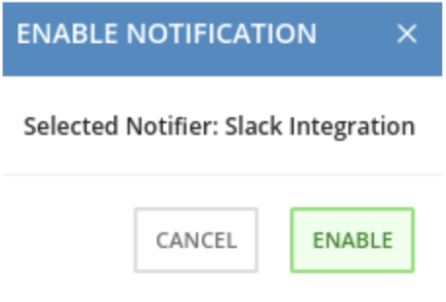 ENABLE NOTIFICATION
Selected Notifier: Slack Integration
CANCEL ENABLE